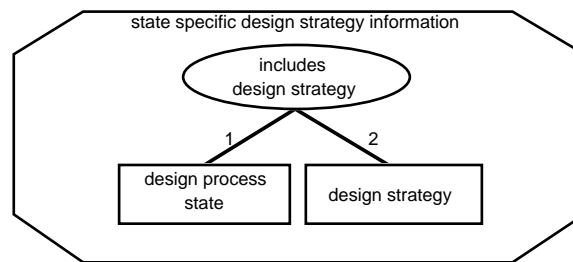 state specific design strategy information
includes
design strategy
1
2
design process
state
design strategy